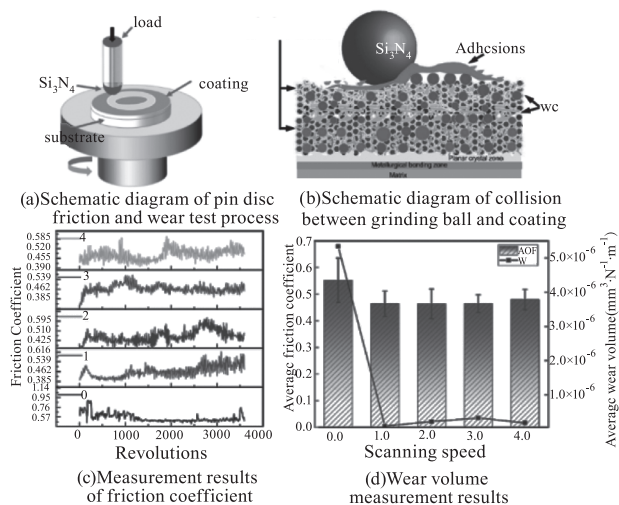 load
Si3N4
coating
substrate
(a)Schematic diagram of pin disc
friction and wear test process
Si3N4
Adhcsions
wc
Planar crystal zone
Metallurgical bonding zone
Matrix
(b)Schematic diagram of collision
between grinding ball and coating
Friction Coefficient
0.585
0.520
0.455
0.390
4
0.539
0.462
0.385
3
0.595
0.510
0.425
2
0.616
0.539
0.462
0.385
1
1.14
0.95
0.76
0.57
0
0 1000 2000 3000 4000
Revolutions
(c)Measurement results
of friction coefficient
Averagc friction coefficient
0.7
0.6
0.5
0.4
0.3
0.2
0.1
0.0
AOF
W
5.0×10⁻⁶
4.0×10⁻⁶
3.0×10⁻⁶
2.0×10⁻⁶
1.0×10⁻⁶
Averagc wear volume(mm³·N⁻¹·m⁻¹)
0.0 1.0 2.0 3.0 4.0
Scanning speed
(d)Wear volume
measurement results